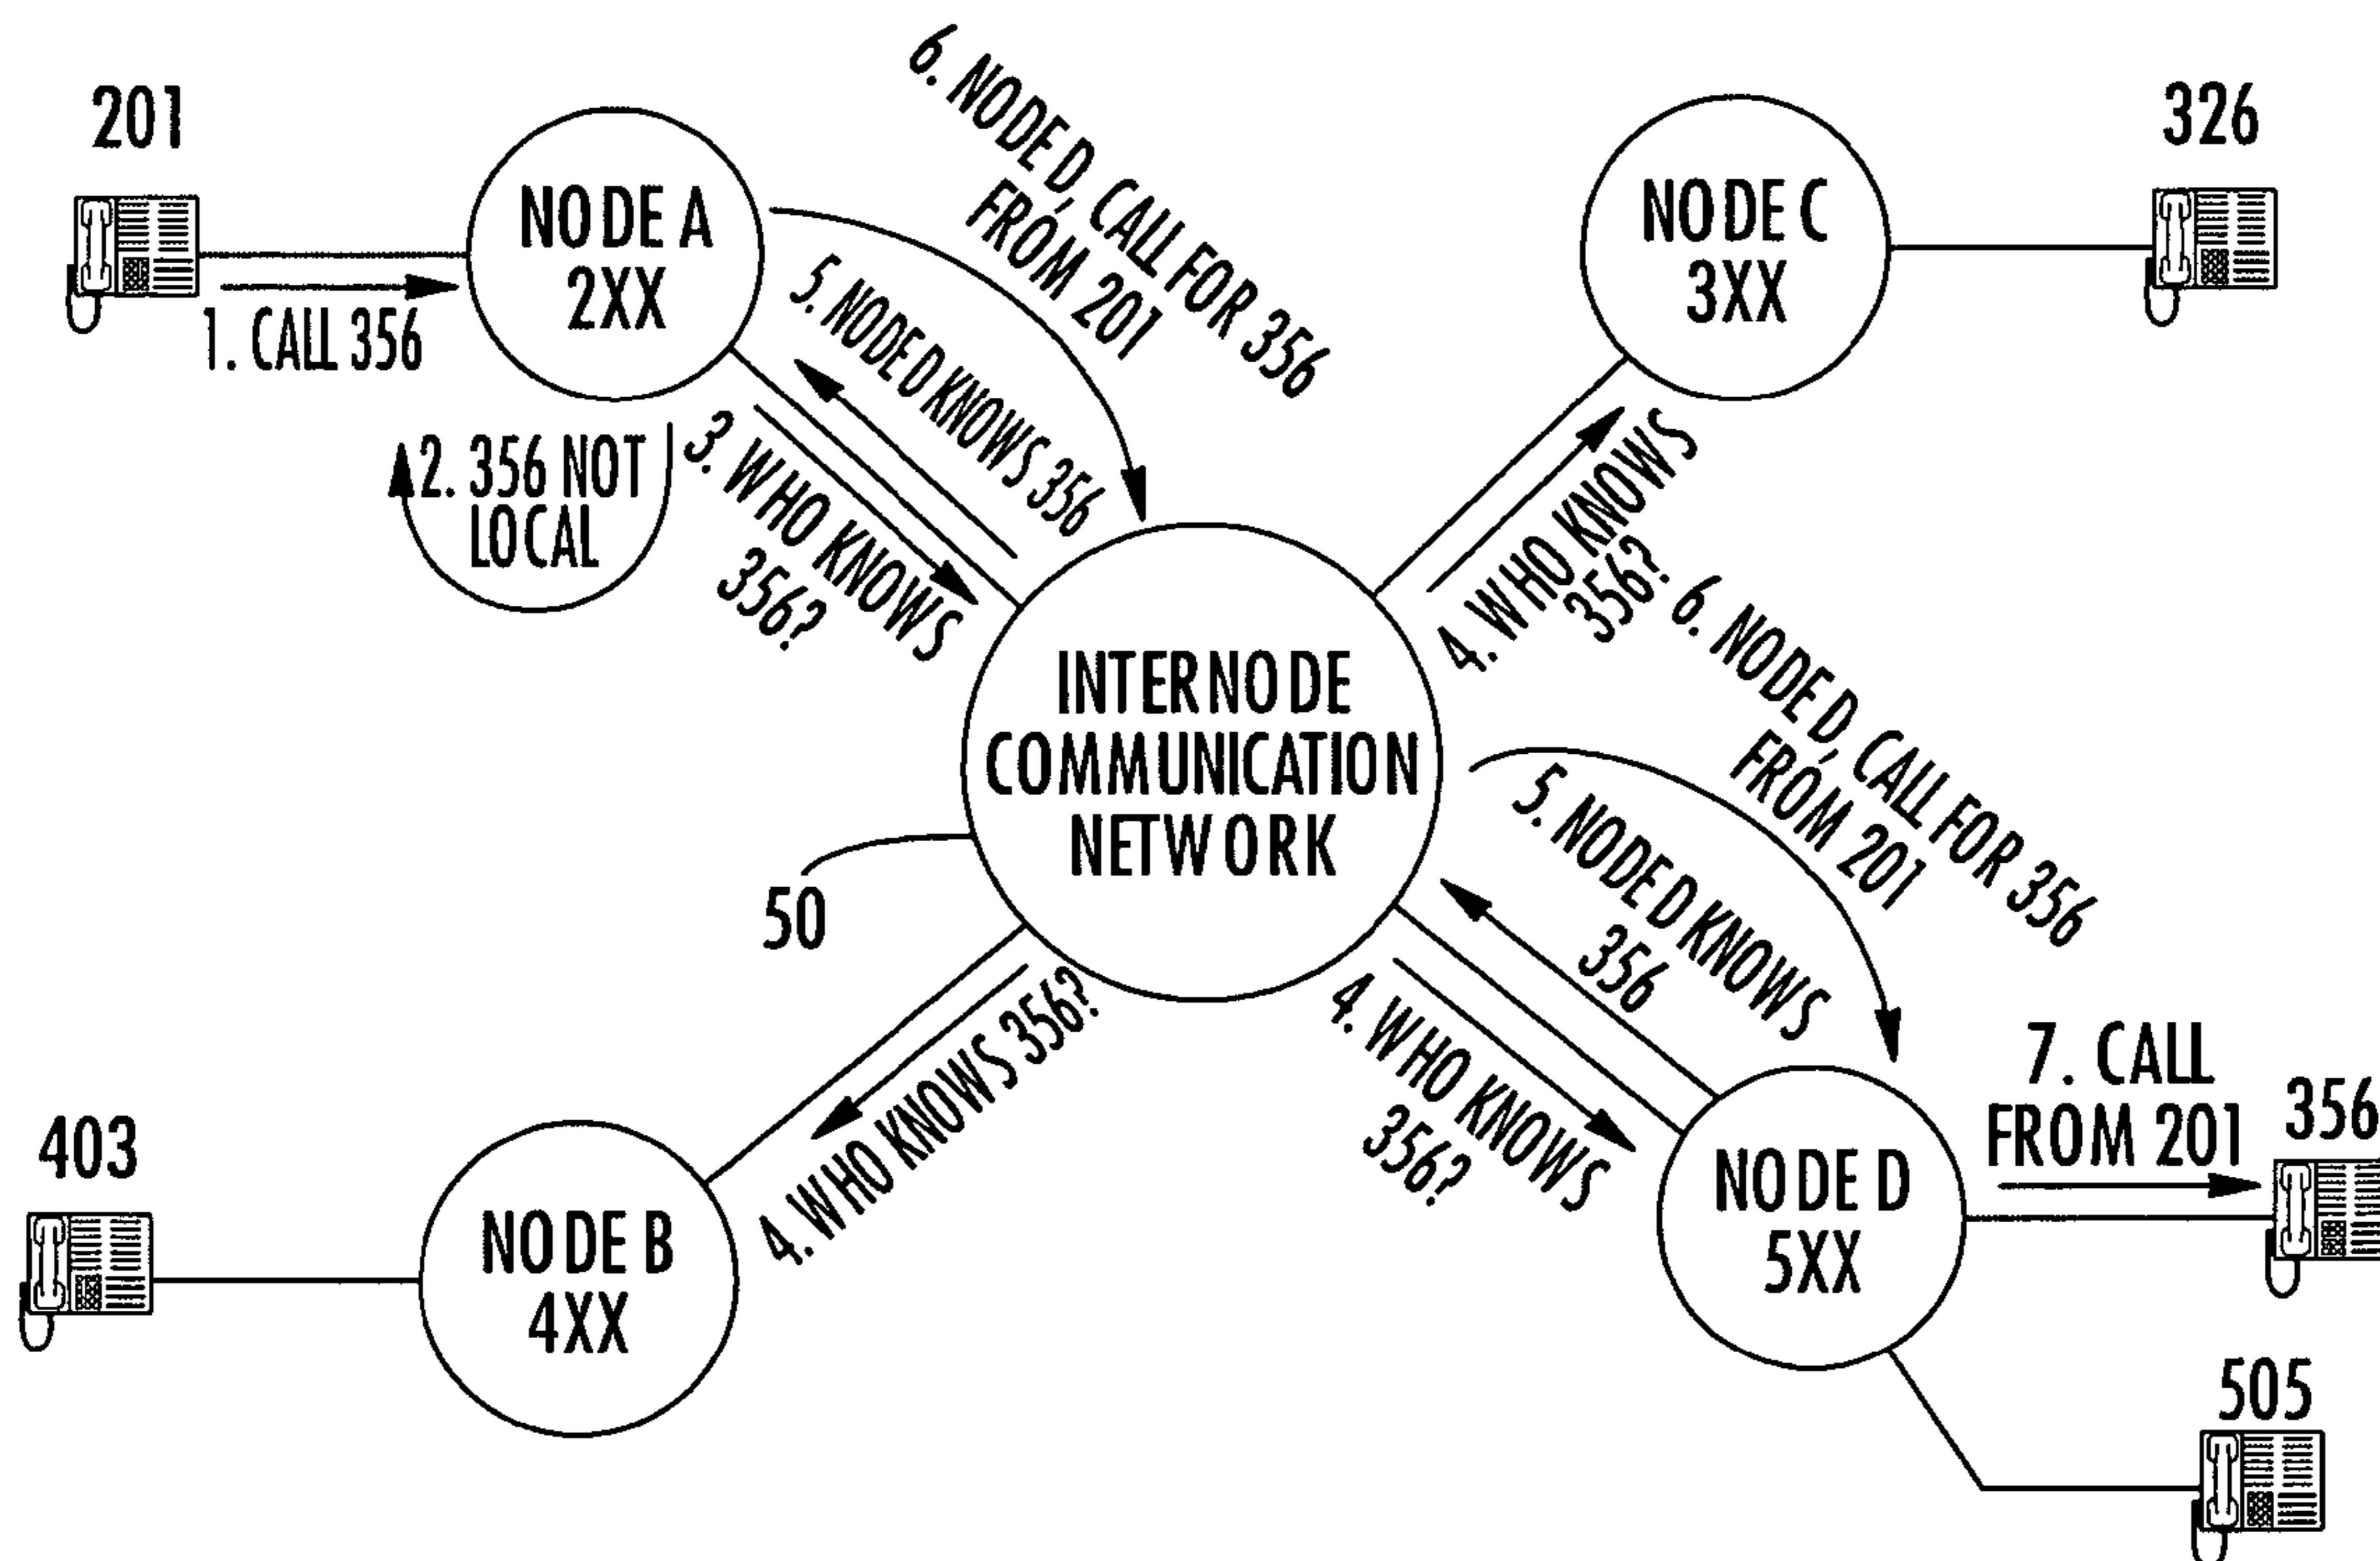 201
NODE A
2XX
1. CALL 356
2. 356 NOT
LOCAL
3. WHO KNOWS
356?
5. NODE D KNOWS 356
6. NODE D, CALL FOR 356
FROM 201
NODE C
3XX
326
4. WHO KNOWS
356?
INTERNODE
COMMUNICATION
NETWORK
50
6. NODE D, CALL FOR 356
FROM 201
5. NODE D KNOWS
356
4. WHO KNOWS
356?
4. WHO KNOWS 356?
403
NODE B
4XX
NODE D
5XX
7. CALL
FROM 201
356
505